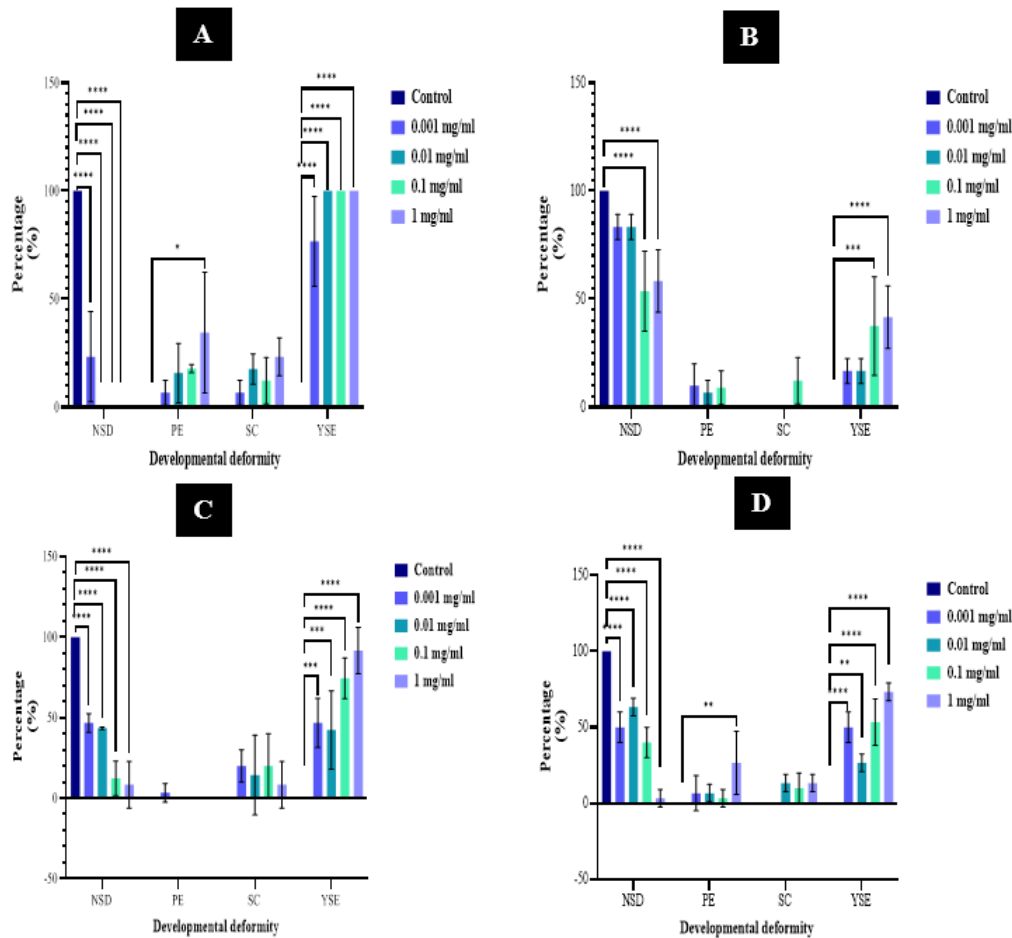 A
150
100
50
0
Percentage
(%)
****
****
****
****
*
****
****
****
****
NSD
PE
SC
YSE
Developmental deformity
Control
0.001 mg/ml
0.01 mg/ml
0.1 mg/ml
1 mg/ml
B
150
100
50
0
Percentage
(%)
****
****
****
***
NSD
PE
SC
YSE
Developmental deformity
Control
0.001 mg/ml
0.01 mg/ml
0.1 mg/ml
1 mg/ml
C
150
100
50
0
-50
Percentage
(%)
****
****
****
****
****
****
***
***
NSD
PE
SC
YSE
Developmental deformity
Control
0.001 mg/ml
0.01 mg/ml
0.1 mg/ml
1 mg/ml
D
150
100
50
0
-50
Percentage
(%)
****
****
****
****
**
****
****
**
****
NSD
PE
SC
YSE
Developmental deformity
Control
0.001 mg/ml
0.01 mg/ml
0.1 mg/ml
1 mg/ml